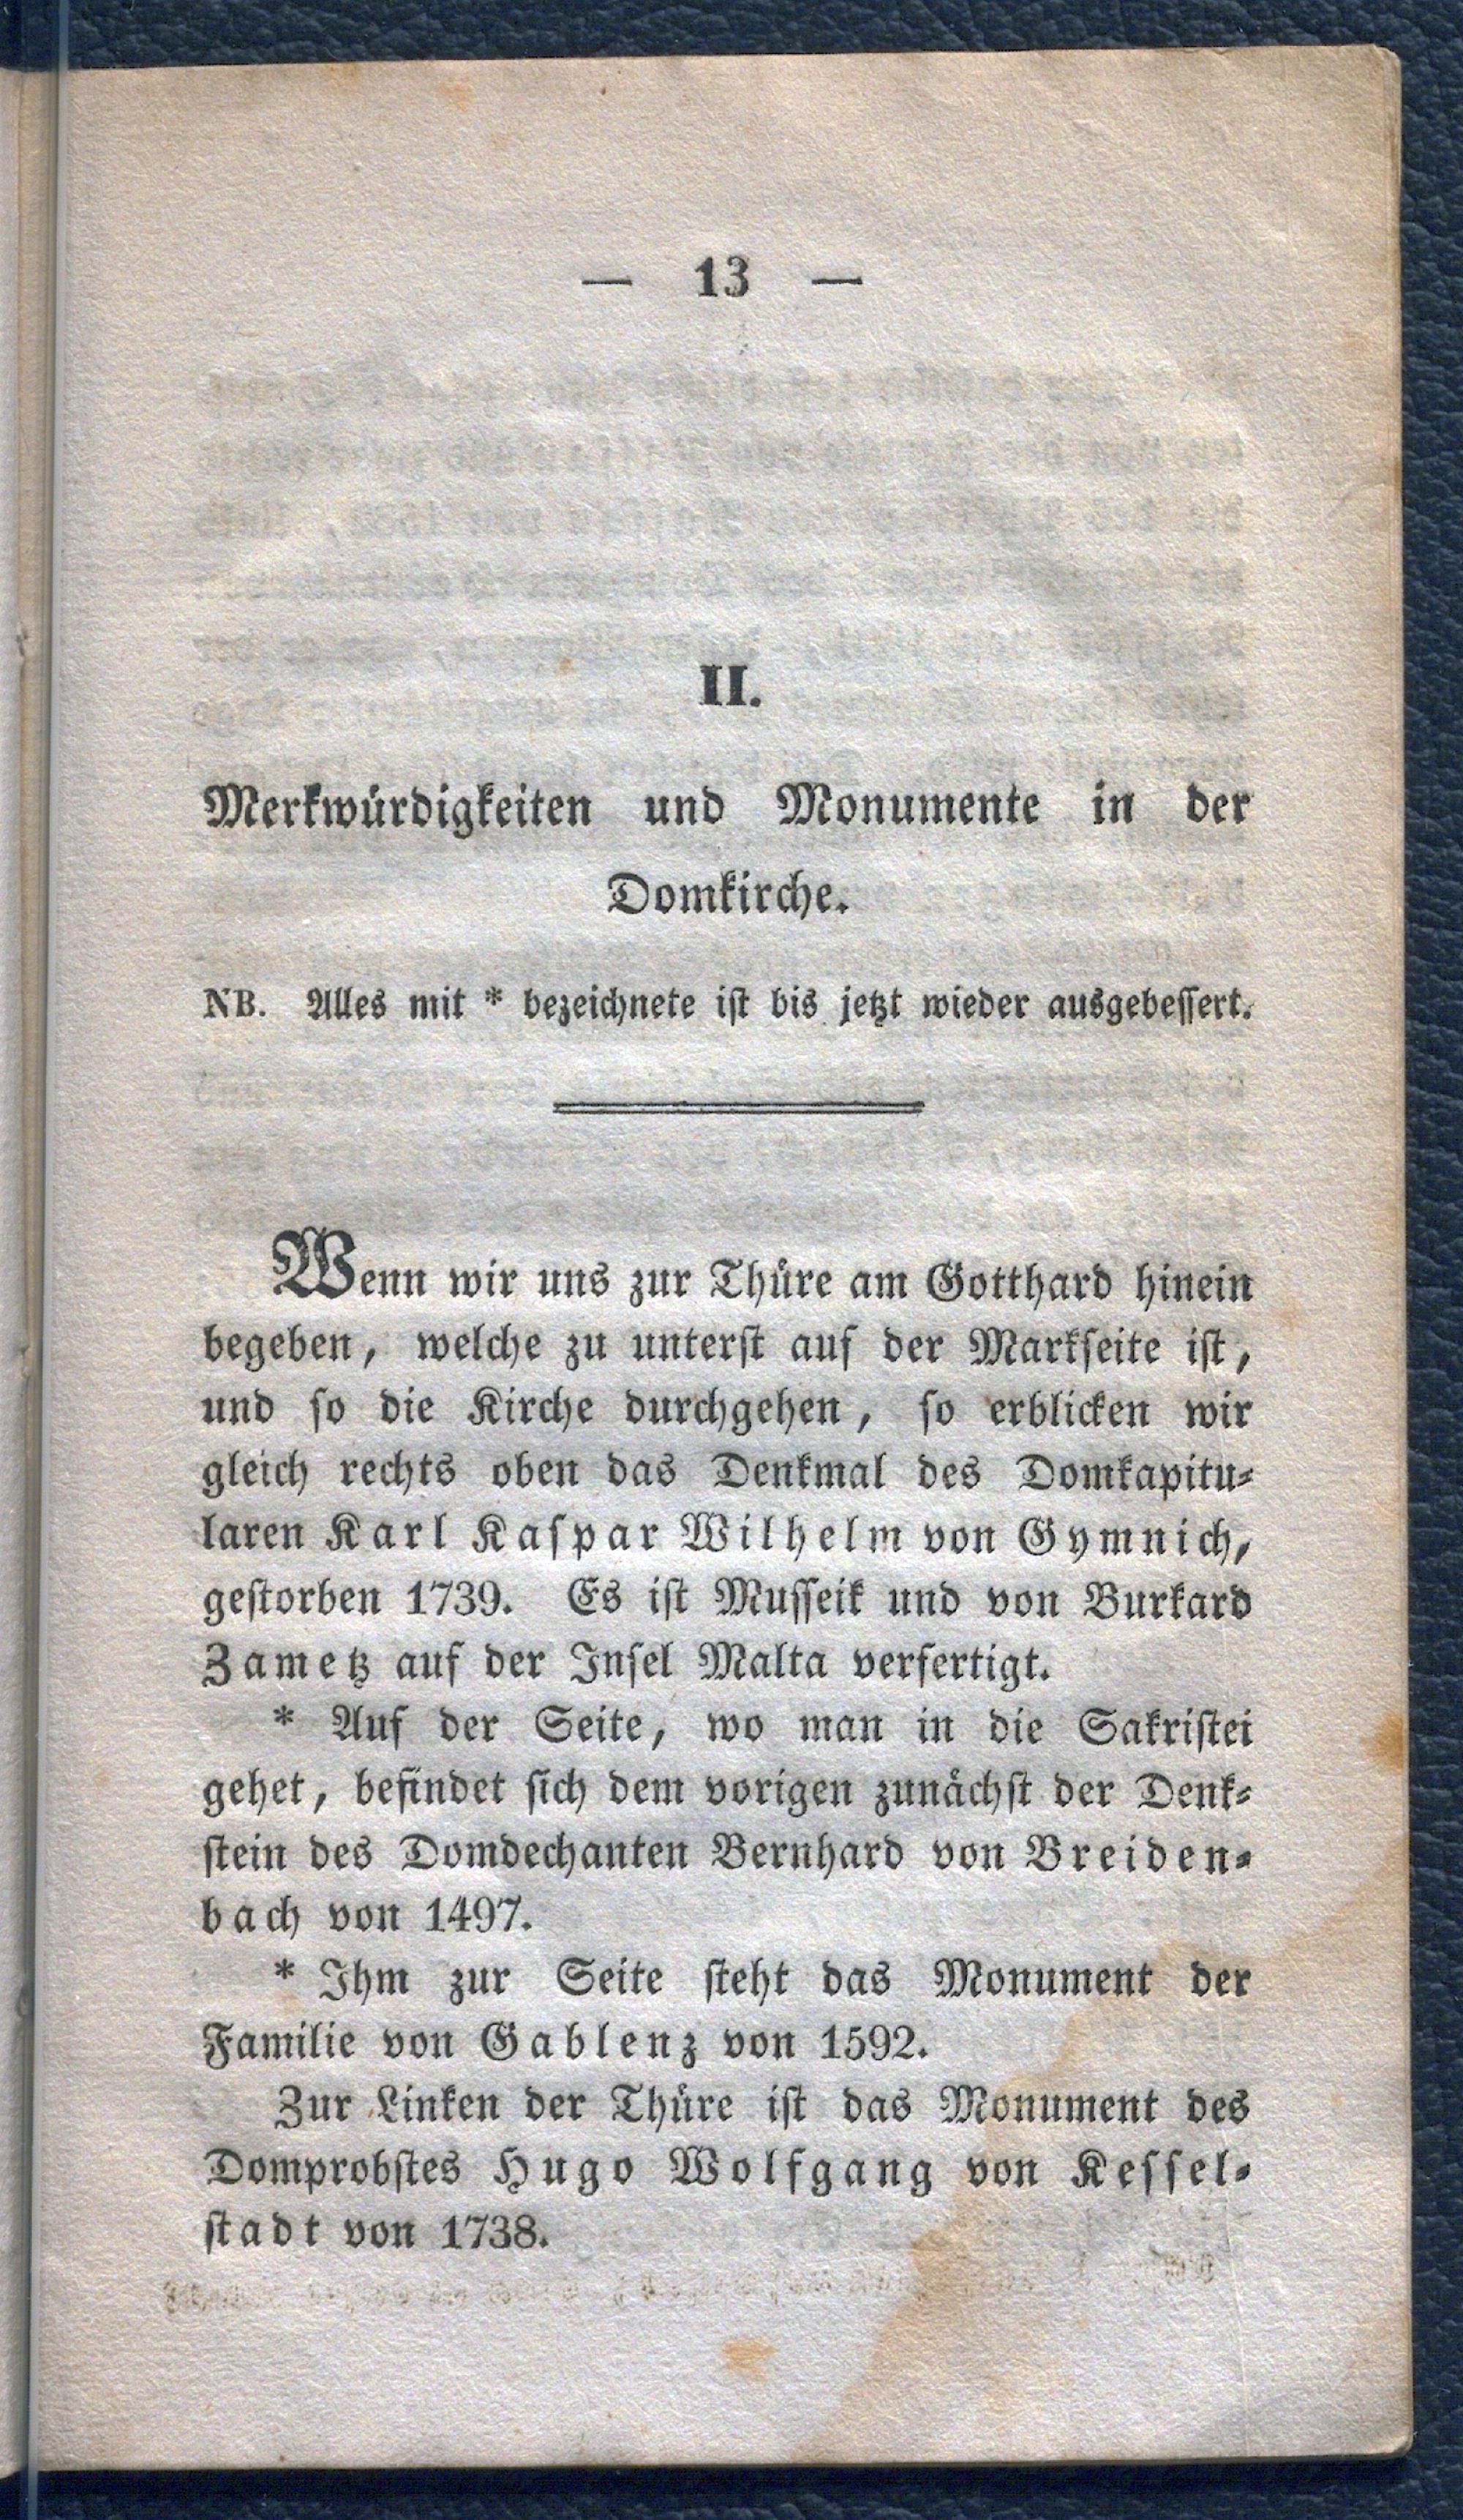 — 13 —
II.
Merkwürdigkeiten und Monumente in der
Domkirche.
NB. Alles mit * bezeichnete ist bis jetzt wieder ausgebessert.
Wenn wir uns zur Thüre am Gotthard hinein
begeben, welche zu unterst auf der Markseite ist,
und so die Kirche durchgehen, so erblicken wir
gleich rechts oben das Denkmal des Domkapitu-
laren Karl Kaspar Wilhelm von Gymnich,
gestorben 1739. Es ist Musseik und von Burkard
Zametz auf der Insel Malta verfertigt.
* Auf der Seite, wo man in die Sakristei
gehet, befindet sich dem vorigen zunächst der Denk-
stein des Domdechanten Bernhard von Breiden-
bach von 1497.
* Ihm zur Seite steht das Monument der
Familie von Gablenz von 1592.
Zur Linken der Thüre ist das Monument des
Domprobstes Hugo Wolfgang von Kessel-
stadt von 1738.